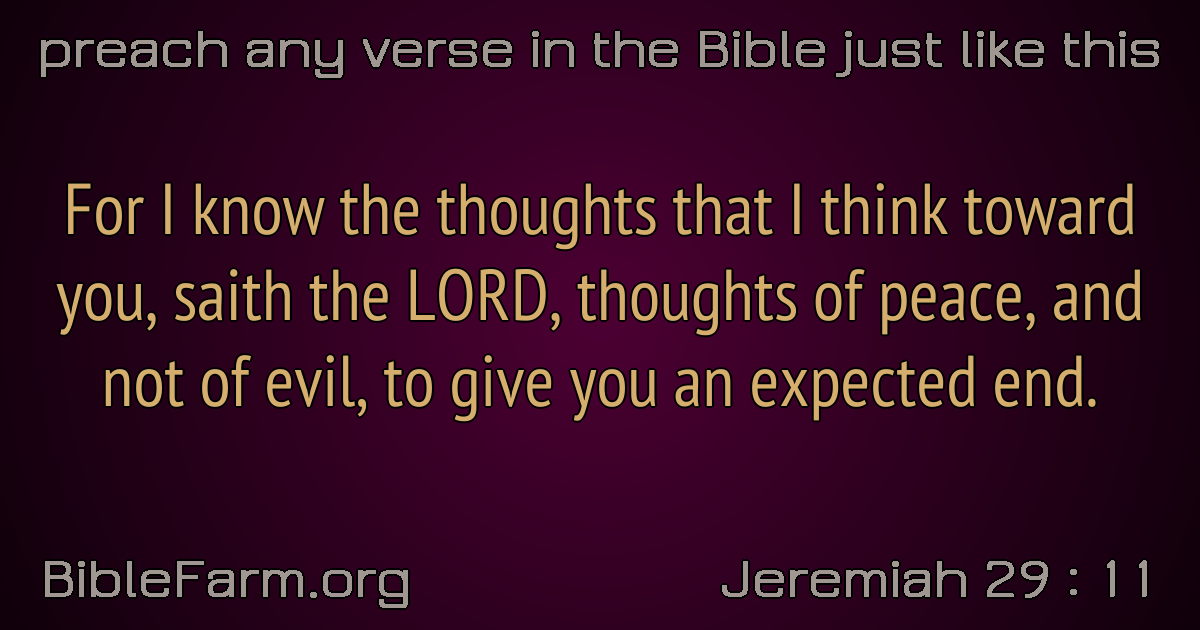 preach any verse in the Bible just like this
For I know the thoughts that I think toward
you, saith the LORD, thoughts of peace, and
not of evil, to give you an expected end.
BibleFarm.org
Jeremiah 29 : 11